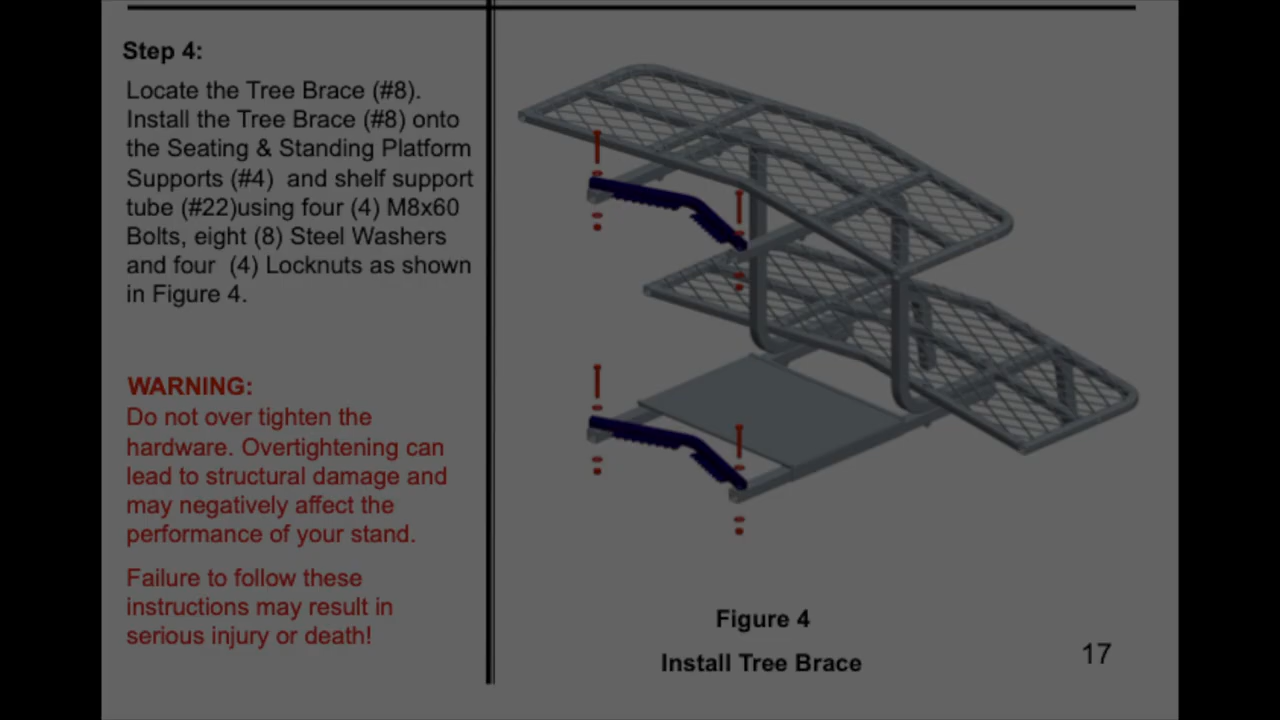 Step 4:
Locate the Tree Brace (#8).
Install the Tree Brace (#8) onto
the Seating & Standing Platform
Supports (#4)  and shelf support
tube (#22)using four (4) M8x60
Bolts, eight (8) Steel Washers
and four  (4) Locknuts as shown
in Figure 4.
WARNING:
Do not over tighten the
hardware. Overtightening can
lead to structural damage and
may negatively affect the
performance of your stand.
Failure to follow these
instructions may result in
serious injury or death!
Figure 4
Install Tree Brace
17